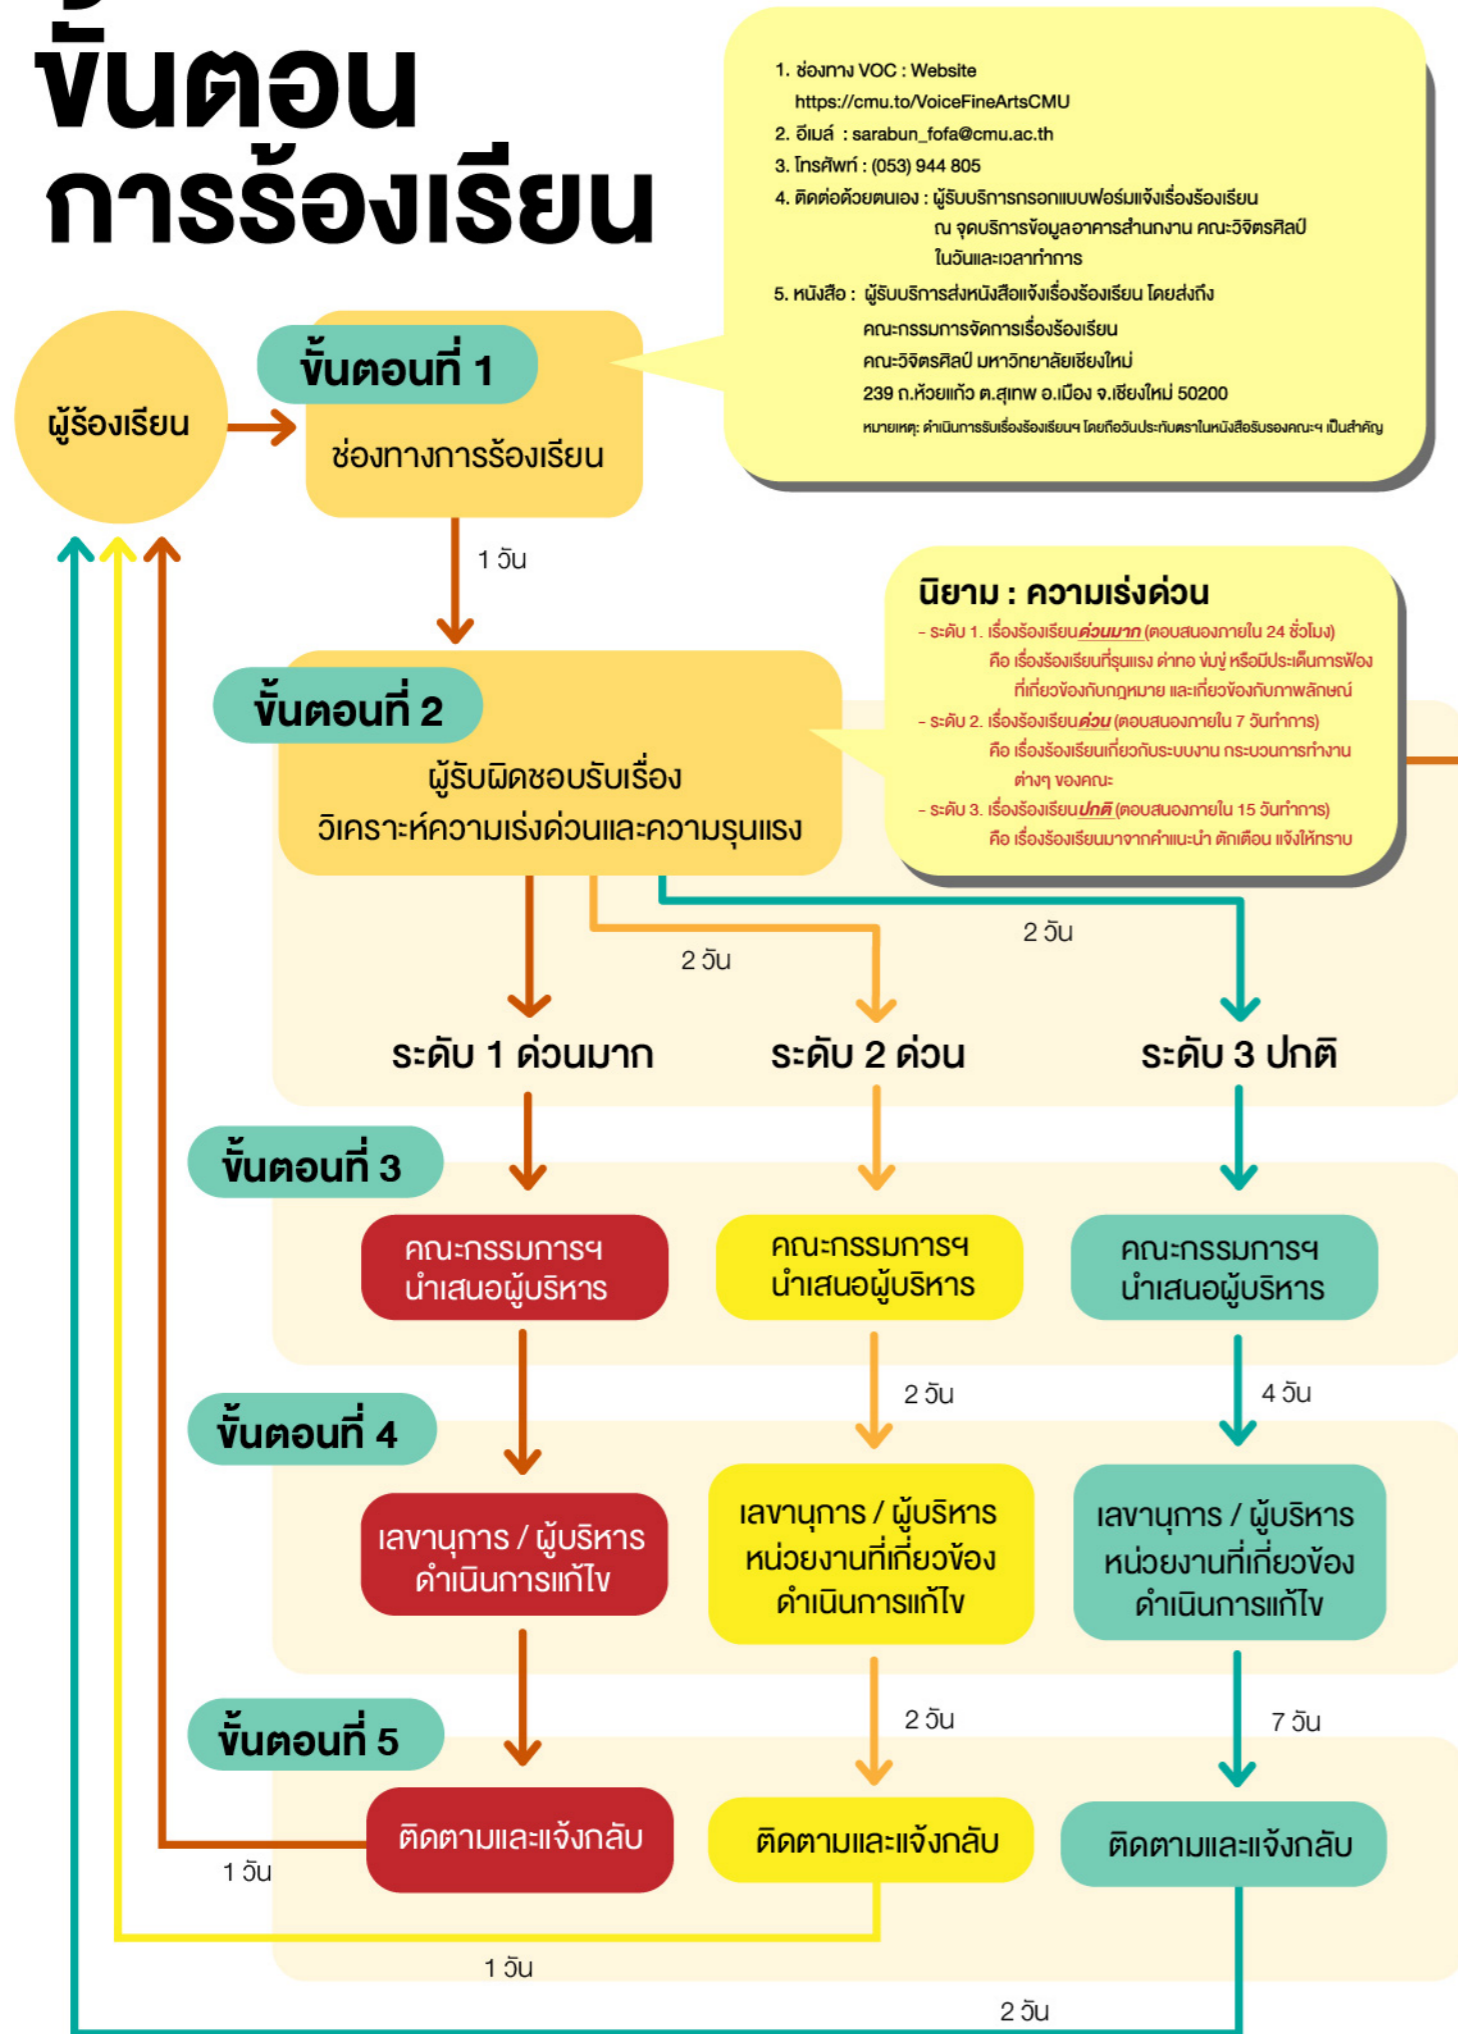 ขั้นตอน
การร้องเรียน
1. ช่องทาง VOC : Website
https://cmu.to/VoiceFineArtsCMU
2. อีเมล์ : sarabun_fofa@cmu.ac.th
3. โทรศัพท์ : (053) 944 805
4. ติดต่อด้วยตนเอง : ผู้รับบริการกรอกแบบฟอร์มแจ้งเรื่องร้องเรียน
ณ จุดบริการข้อมูลอาคารสำนกงาน คณะวิจิตรศิลป์
ในวันและเวลาทำการ
5. หนังสือ : ผู้รับบริการส่งหนังสือแจ้งเรื่องร้องเรียน โดยส่งถึง
คณะกรรมการจัดการเรื่องร้องเรียน
คณะวิจิตรศิลป์ มหาวิทยาลัยเชียงใหม่
239 ถ.ห้วยแก้ว ต.สุเทพ อ.เมือง จ.เชียงใหม่ 50200
หมายเหตุ: ดำเนินการรับเรื่องร้องเรียนฯ โดยถือวันประทับตราในหนังสือรับรองคณะฯ เป็นสำคัญ
ผู้ร้องเรียน
ขั้นตอนที่ 1
ช่องทางการร้องเรียน
1 วัน
นิยาม : ความเร่งด่วน
- ระดับ 1. เรื่องร้องเรียนด่วนมาก (ตอบสนองภายใน 24 ชั่วโมง)
คือ เรื่องร้องเรียนที่รุนแรง ด่าทอ ข่มขู่ หรือมีประเด็นการฟ้อง
ที่เกี่ยวข้องกับกฎหมาย และเกี่ยวข้องกับภาพลักษณ์
- ระดับ 2. เรื่องร้องเรียนด่วน (ตอบสนองภายใน 7 วันทำการ)
คือ เรื่องร้องเรียนเกี่ยวกับระบบงาน กระบวนการทำงาน
ต่างๆ ของคณะ
- ระดับ 3. เรื่องร้องเรียนปกติ (ตอบสนองภายใน 15 วันทำการ)
คือ เรื่องร้องเรียนมาจากคำแนะนำ ตักเตือน แจ้งให้ทราบ
ขั้นตอนที่ 2
ผู้รับผิดชอบรับเรื่อง
วิเคราะห์ความเร่งด่วนและความรุนแรง
2 วัน
2 วัน
ระดับ 1 ด่วนมาก
ระดับ 2 ด่วน
ระดับ 3 ปกติ
ขั้นตอนที่ 3
คณะกรรมการฯ
นำเสนอผู้บริหาร
คณะกรรมการฯ
นำเสนอผู้บริหาร
คณะกรรมการฯ
นำเสนอผู้บริหาร
2 วัน
4 วัน
ขั้นตอนที่ 4
เลขานุการ / ผู้บริหาร
ดำเนินการแก้ไข
เลขานุการ / ผู้บริหาร
หน่วยงานที่เกี่ยวข้อง
ดำเนินการแก้ไข
เลขานุการ / ผู้บริหาร
หน่วยงานที่เกี่ยวข้อง
ดำเนินการแก้ไข
2 วัน
7 วัน
ขั้นตอนที่ 5
ติดตามและแจ้งกลับ
ติดตามและแจ้งกลับ
ติดตามและแจ้งกลับ
1 วัน
1 วัน
2 วัน